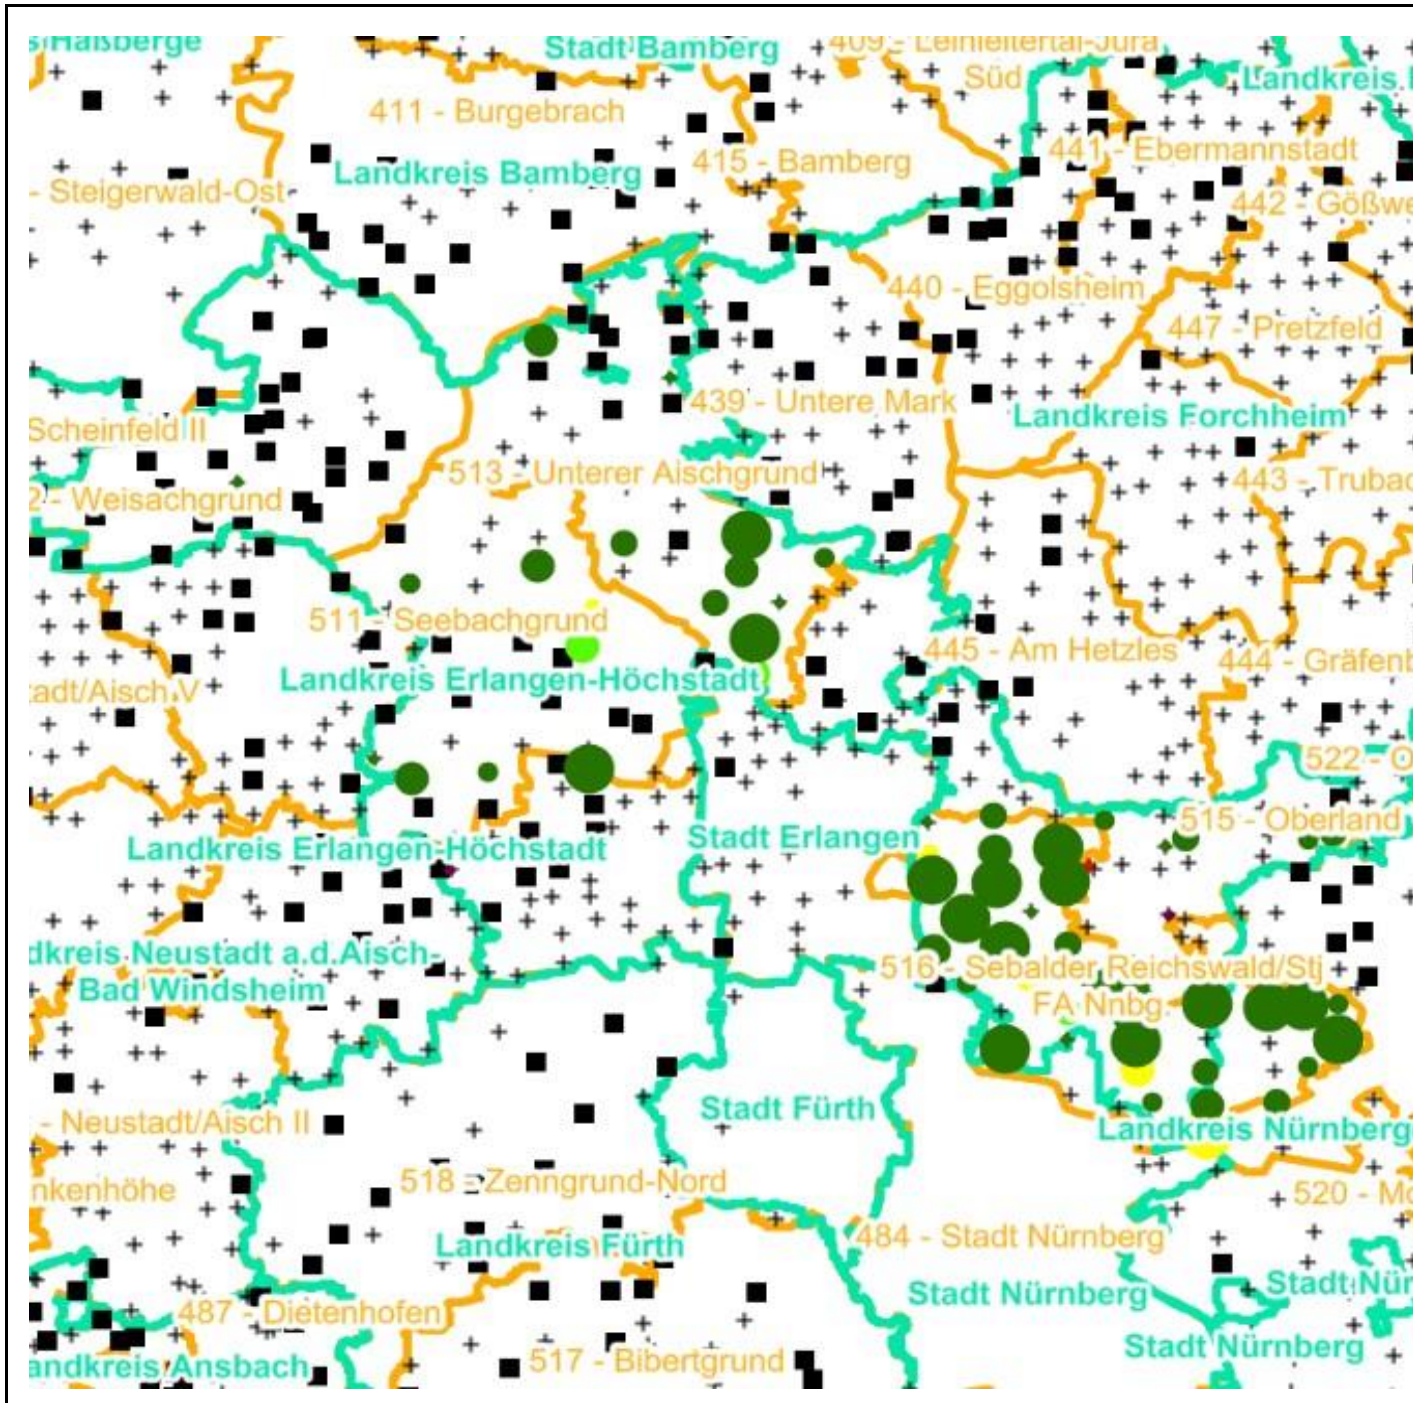 s Haßberge
Stadt Bamberg
409 - Leinleitertal-Jura
Süd
Landkreis
411 - Burgebrach
415 - Bamberg
441 - Ebermannstadt
Landkreis Bamberg
- Steigerwald-Ost
442 - Gößwe
440 - Eggolsheim
447 - Pretzfeld
439 - Untere Mark
Landkreis Forchheim
Scheinfeld II
513 - Unterer Aischgrund
443 - Trubac
2 - Weisachgrund
511 - Seebachgrund
445 - Am Hetzles
444 - Gräfenb
Landkreis Erlangen-Höchstadt
tadt/Aisch V
522 - O
515 - Oberland
Stadt Erlangen
Landkreis Erlangen-Höchstadt
dkreis Neustadt a.d.Aisch-
Bad Windsheim
516 - Sebalder Reichswald/Stj
FA Nnbg.
Stadt Fürth
- Neustadt/Aisch II
Landkreis Nürnberg
nkenhöhe
518 - Zenngrund-Nord
520 - Mo
484 - Stadt Nürnberg
Landkreis Fürth
Stadt Nürnberg
Stadt Nür
487 - Dietenhofen
Stadt Nürnberg
andkreis Ansbach
517 - Bibertgrund